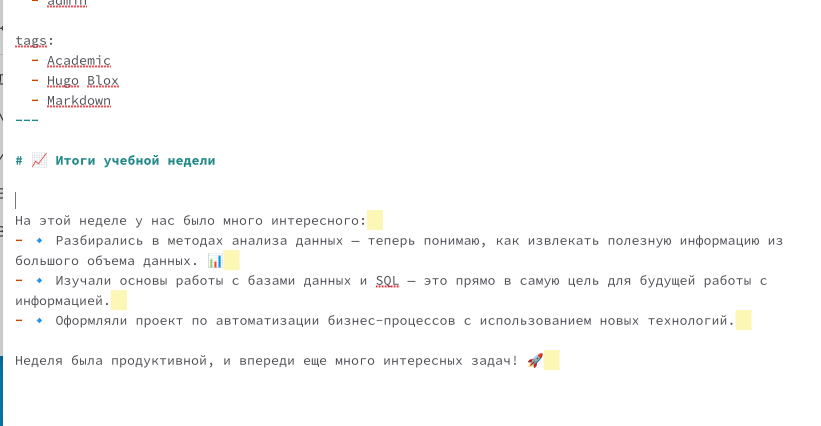 - admin
tags:
- Academic
- Hugo Blox
- Markdown
---
# 📈 Итоги учебной недели
На этой неделе у нас было много интересного:
- 🔹 Разбирались в методах анализа данных — теперь понимаю, как извлекать полезную информацию из
большого объема данных. 📊
- 🔹 Изучали основы работы с базами данных и SQL — это прямо в самую цель для будущей работы с
информацией.
- 🔹 Оформляли проект по автоматизации бизнес-процессов с использованием новых технологий.
Неделя была продуктивной, и впереди еще много интересных задач! 🚀